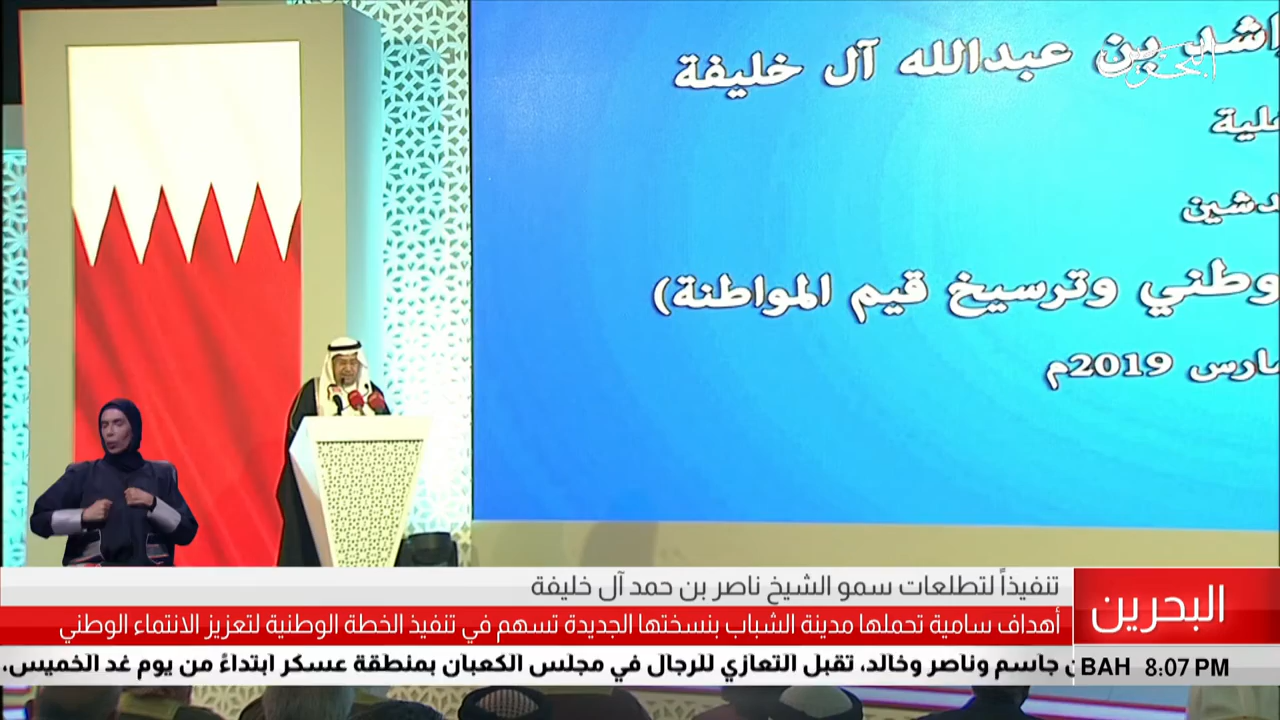 بن عبدالله آل خليفة
وطني وترسيخ قيم المواطنة)
مارس 2019م
البحرين
تنفيذاً لتطلعات سمو الشيخ ناصر بن حمد آل خليفة
البحرين
أهداف سامية تحملها مدينة الشباب بنسختها الجديدة تسهم في تنفيذ الخطة الوطنية لتعزيز الانتماء الوطني
جاسم وناصر وخالد، تقبل التعازي للرجال في مجلس الكعبان بمنطقة عسكر ابتداءً من يوم غد الخميس،
BAH 8:07 PM